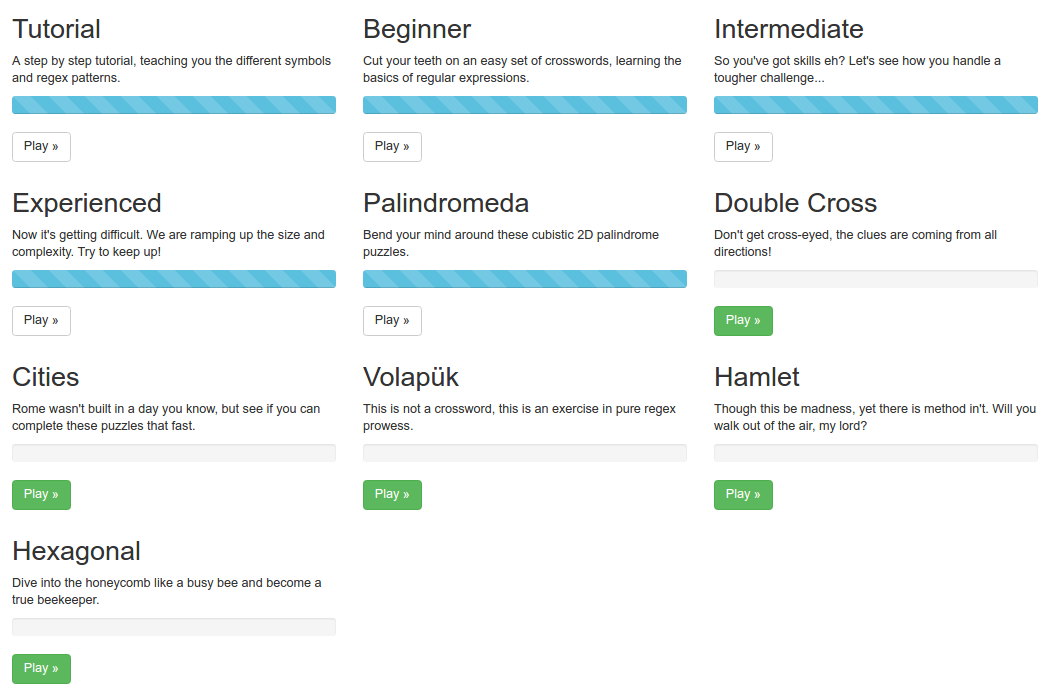 Tutorial
A step by step tutorial, teaching you the different symbols
and regex patterns.
Play »
Beginner
Cut your teeth on an easy set of crosswords, learning the
basics of regular expressions.
Play »
Intermediate
So you've got skills eh? Let's see how you handle a
tougher challenge...
Play »
Experienced
Now it's getting difficult. We are ramping up the size and
complexity. Try to keep up!
Play »
Palindromeda
Bend your mind around these cubistic 2D palindrome
puzzles.
Play »
Double Cross
Don't get cross-eyed, the clues are coming from all
directions!
Play »
Cities
Rome wasn't built in a day you know, but see if you can
complete these puzzles that fast.
Play »
Volapük
This is not a crossword, this is an exercise in pure regex
prowess.
Play »
Hamlet
Though this be madness, yet there is method in't. Will you
walk out of the air, my lord?
Play »
Hexagonal
Dive into the honeycomb like a busy bee and become a
true beekeeper.
Play »